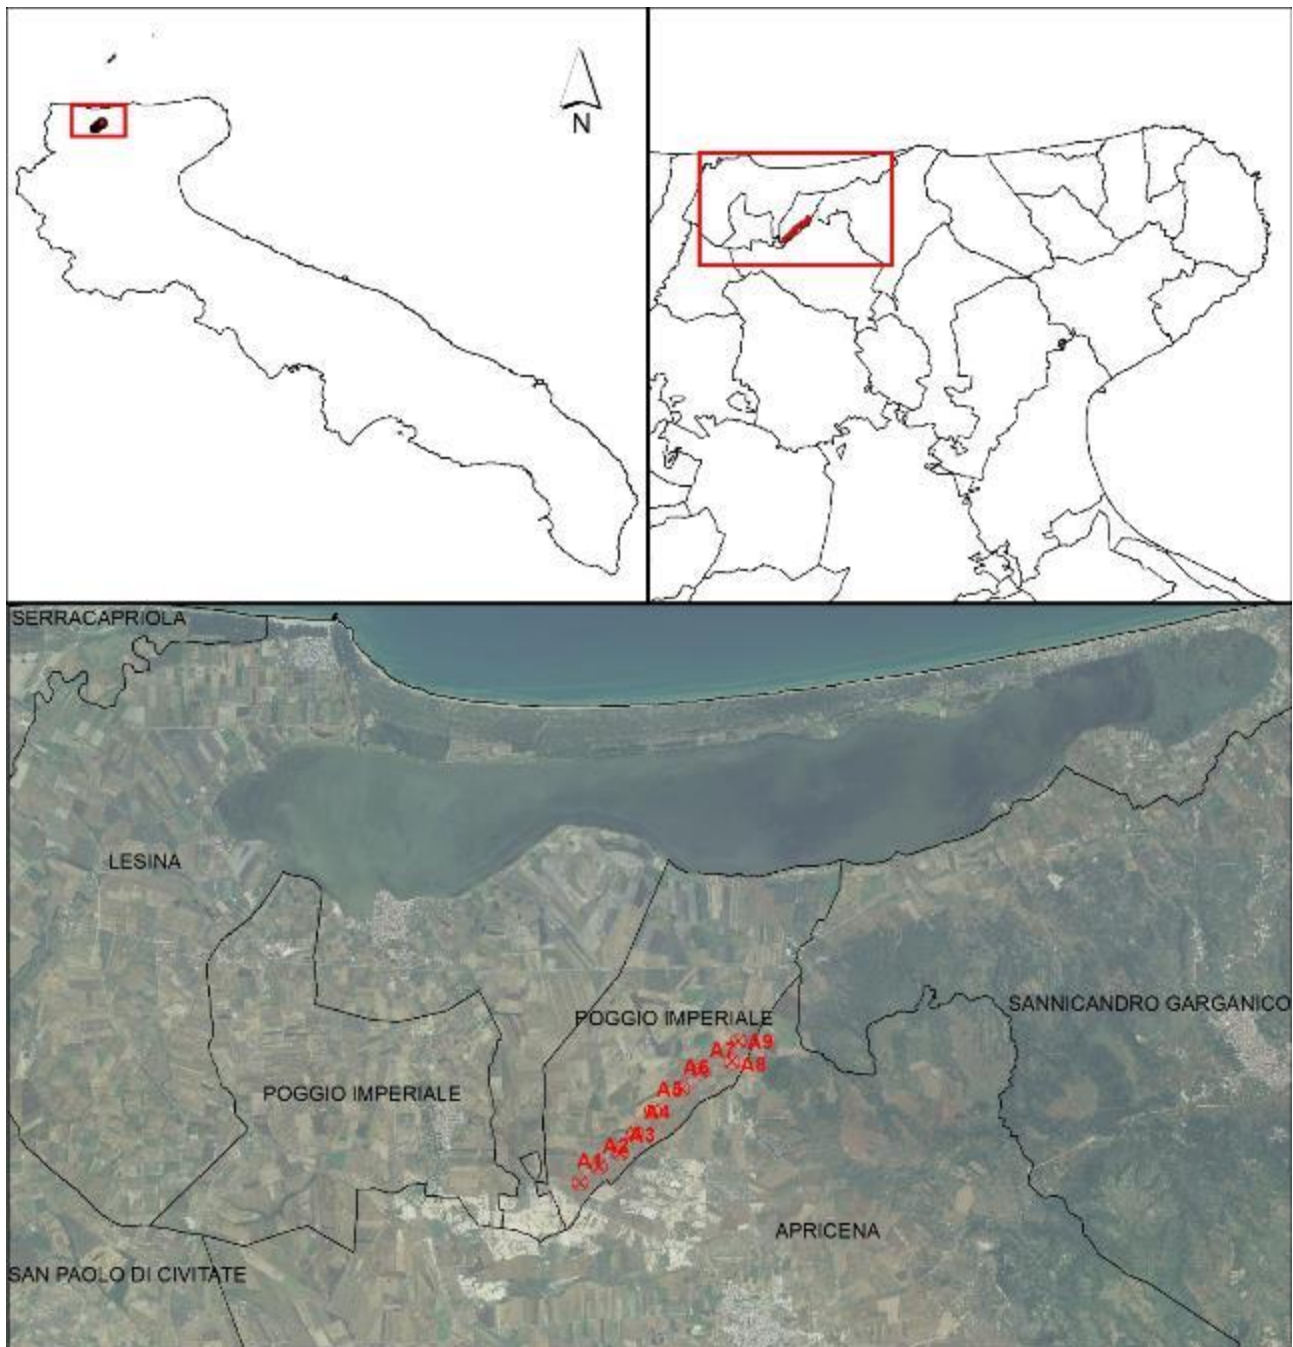 N
SERRACAPRIOLA
LESINA
SANNICANDRO GARGANICO
POGGIO IMPERIALE
A9
A7
A8
A6
A5
POGGIO IMPERIALE
A4
A3
A2
A1
APRICENA
SAN PAOLO DI CIVITATE